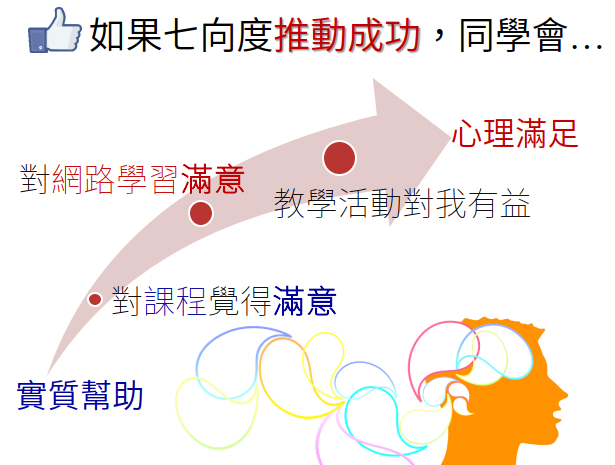 如果七向度推動成功，同學會…
心理滿足
對網路學習滿意
教學活動對我有益
對課程覺得滿意
實質幫助